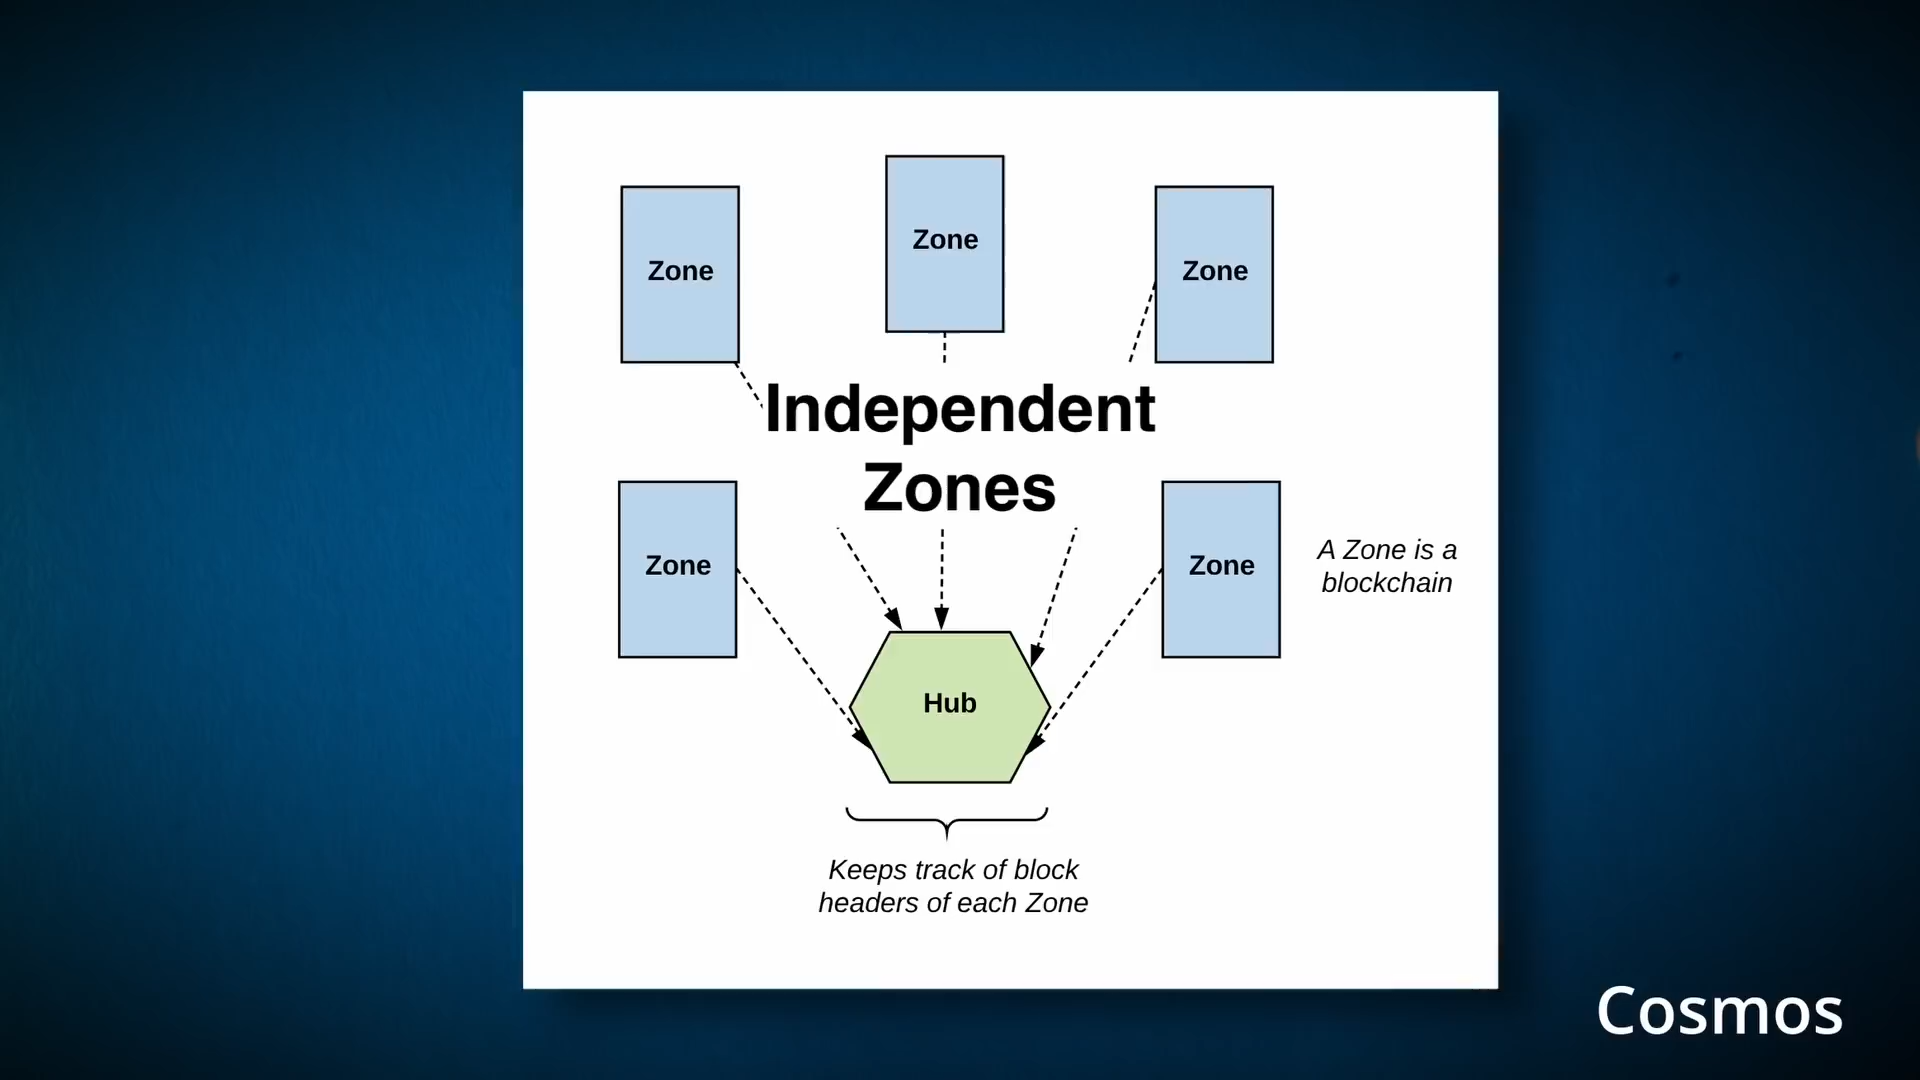 Zone
Zone
Zone
Independent
Zones
Zone
Zone
A Zone is a
blockchain
Hub
Keeps track of block
headers of each Zone
Cosmos